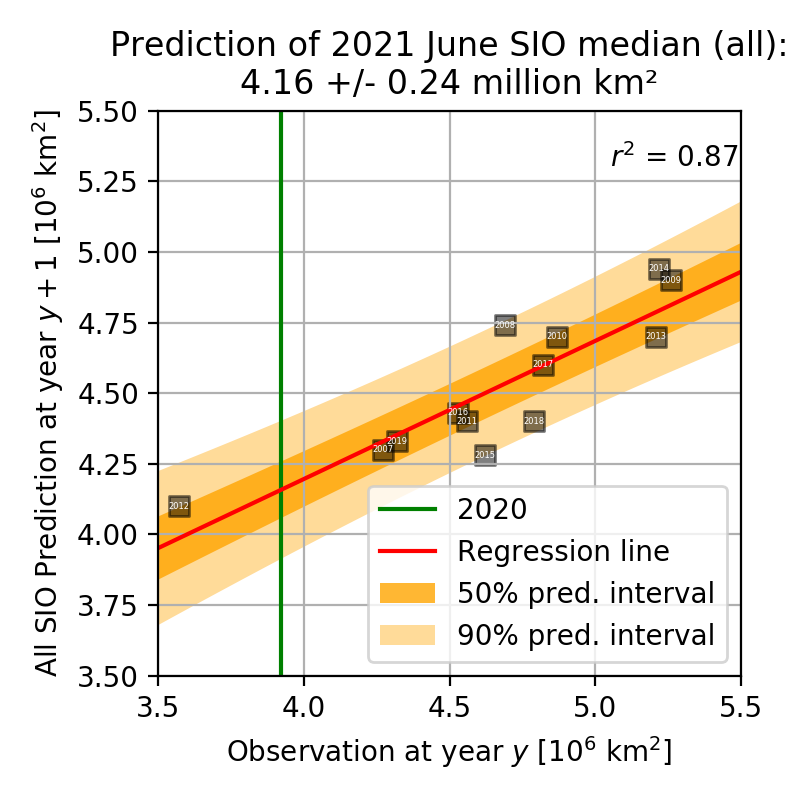 Prediction of 2021 June SIO median (all):
4.16 +/- 0.24 million km²
5.50
5.25
5.00
4.75
4.50
4.25
4.00
3.75
3.50
All SIO Prediction at year y + 1 [10⁶ km²]
r² = 0.87
2014
2009
2008
2010
2013
2017
2016
2011
2018
2019
2007
2015
2012
2020
Regression line
50% pred. interval
90% pred. interval
3.5 4.0 4.5 5.0 5.5
Observation at year y [10⁶ km²]